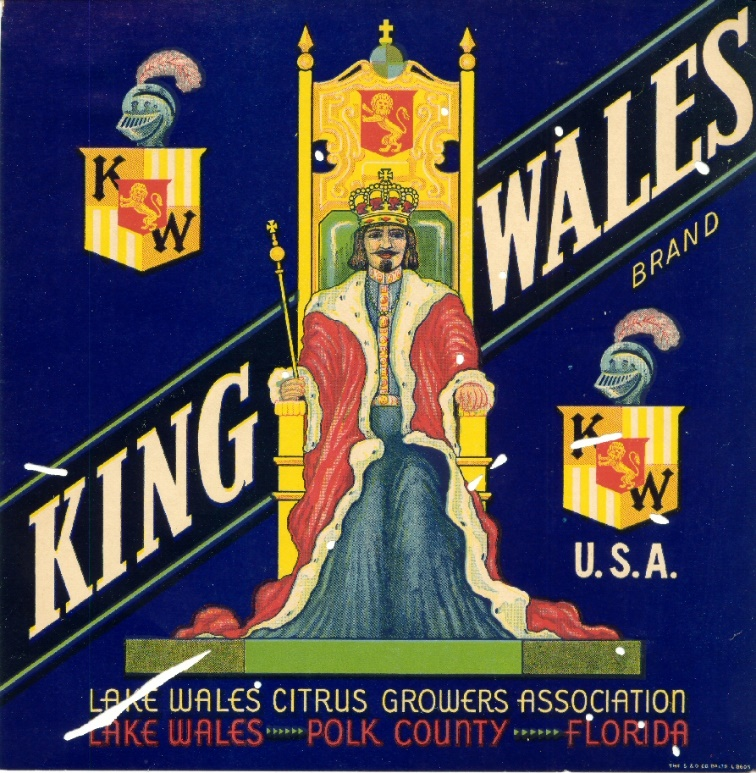 K
W
KING WALES
BRAND
K
W
U.S.A.
LAKE WALES CITRUS GROWERS ASSOCIATION
LAKE WALES POLK COUNTY FLORIDA